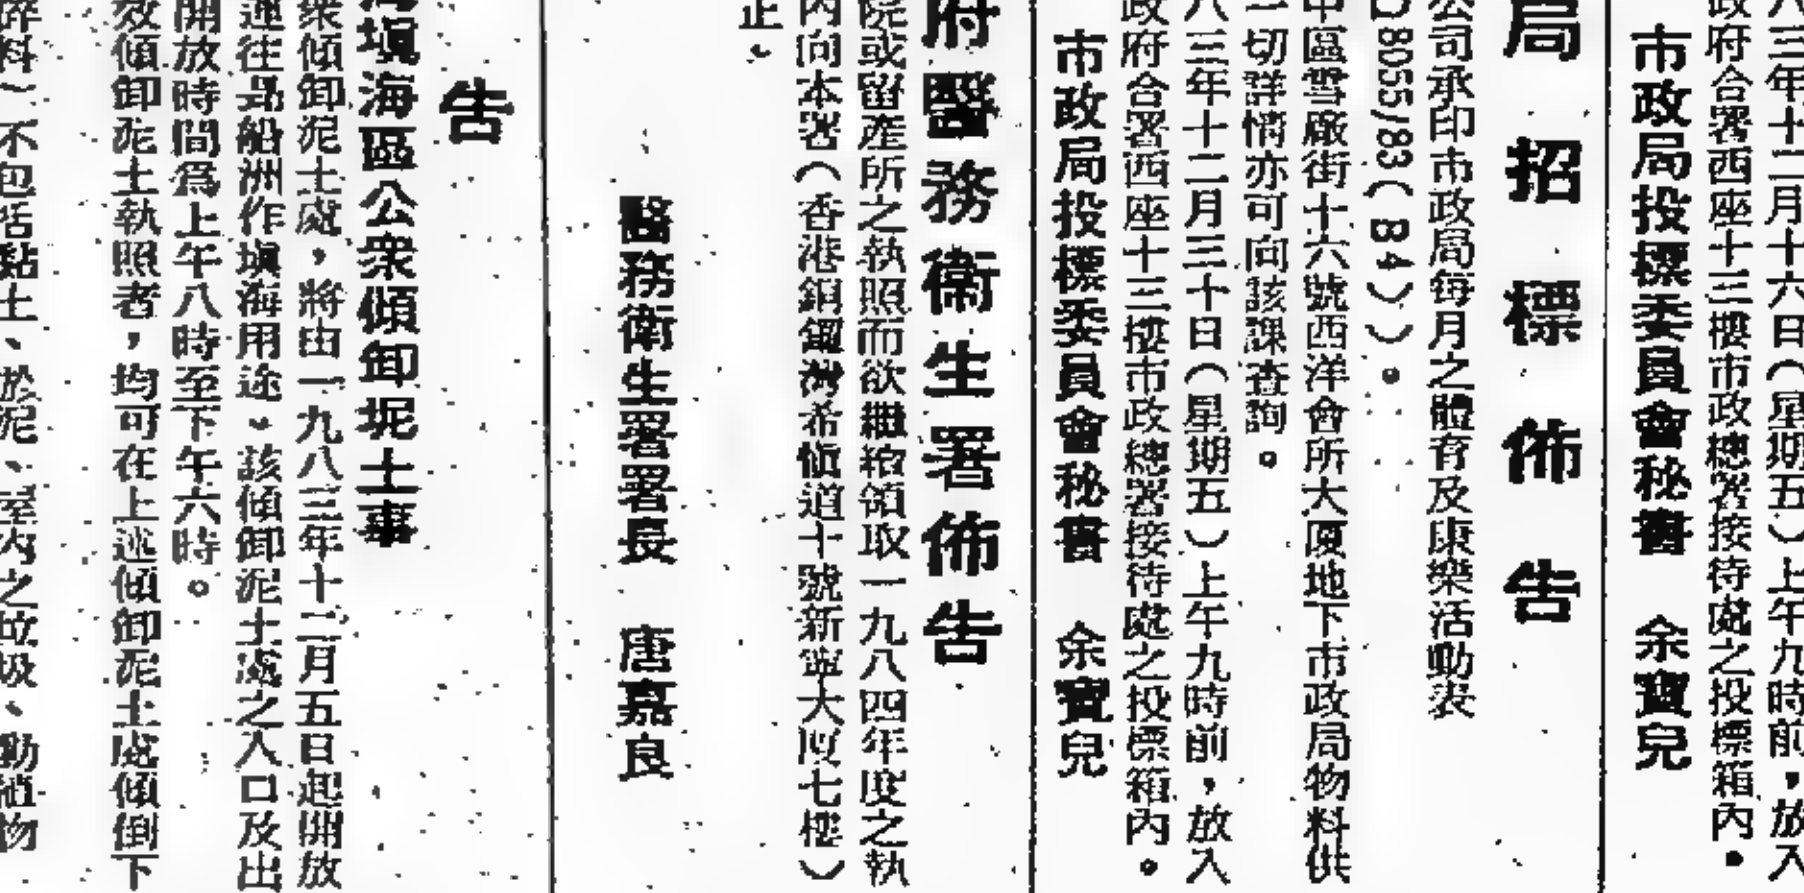 八三年十二月十六日（星期五）上午九時前，放入
政府合署西座十三樓市政總署接待處之投標箱內。
市政局投標委員會秘書　余寶兒
局招標佈告
公司承印市政局每月之體育及康樂活動表
8055/83(B4)）。
中區雪廠街十六號西洋會所大厦地下市政局物料供
一切詳情亦可向該課查詢。
八三年十二月三十日（星期五）上午九時前，放入
政府合署西座十三樓市政總署接待處之投標箱內。
市政局投標委員會秘書　余寶兒
府醫務衞生署佈告
院或留產所之執照而欲繼續領取一九八四年度之執
內向本署（香港銅鑼灣希愼道十號新寧大厦七樓）
正。
醫務衞生署署長　唐嘉良
告
塡海區公衆傾卸坭土事
衆傾卸泥土處，將由一九八三年十二月五日起開放
運往昂船洲作塡海用途。該傾卸泥土處之入口及出
開放時間爲上午八時至下午六時。
發傾卸泥土執照者，均可在上述傾卸泥土處傾倒下
碎料（不包括黏土、淤泥、屋內之垃圾、動植物